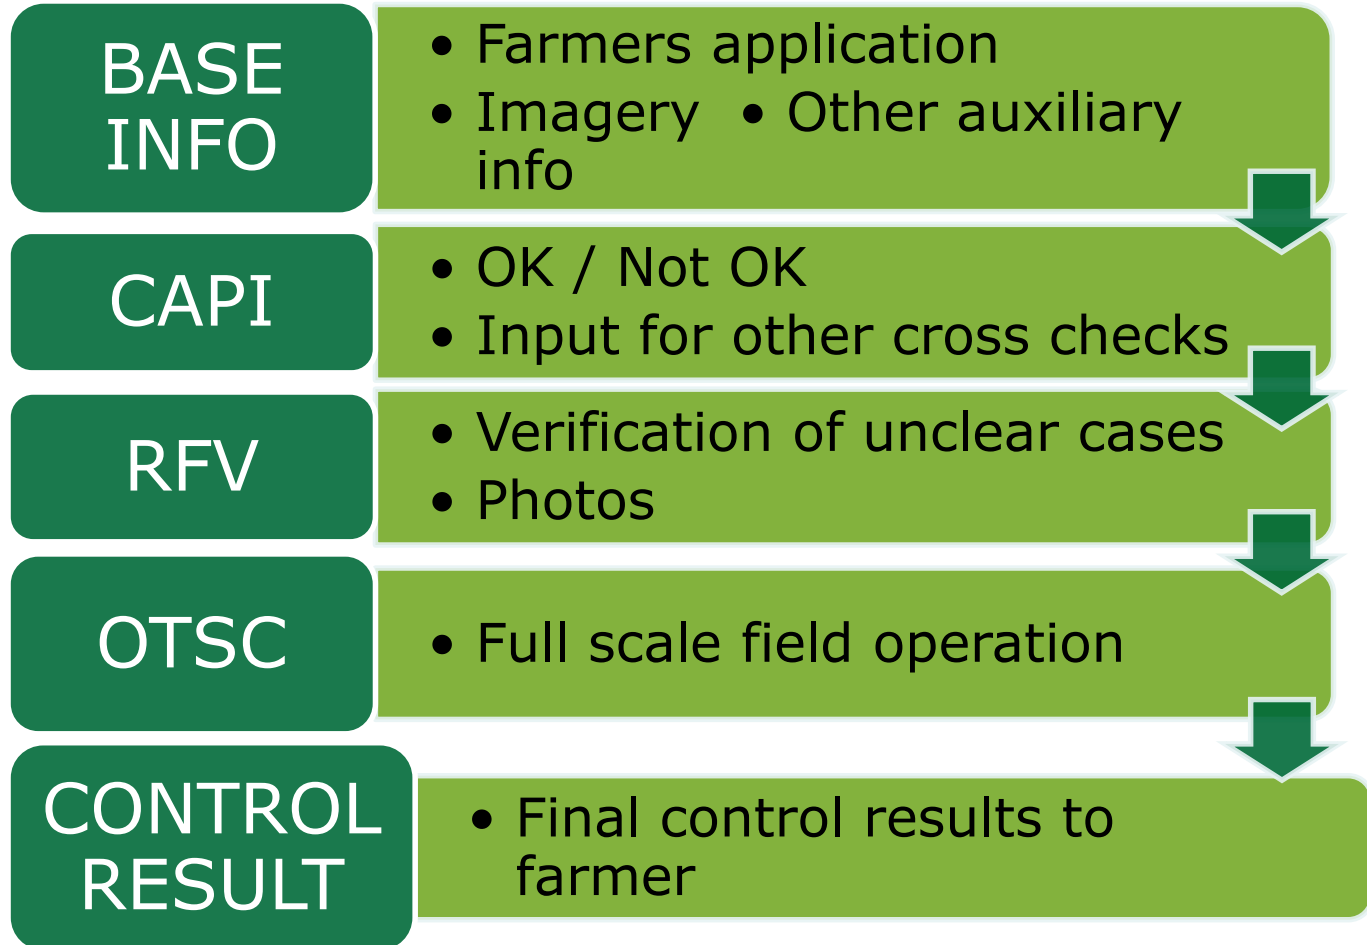 BASE
INFO
• Farmers application
• Imagery • Other auxiliary
info
CAPI
• OK / Not OK
• Input for other cross checks
RFV
• Verification of unclear cases
• Photos
OTSC
• Full scale field operation
CONTROL
RESULT
• Final control results to
farmer